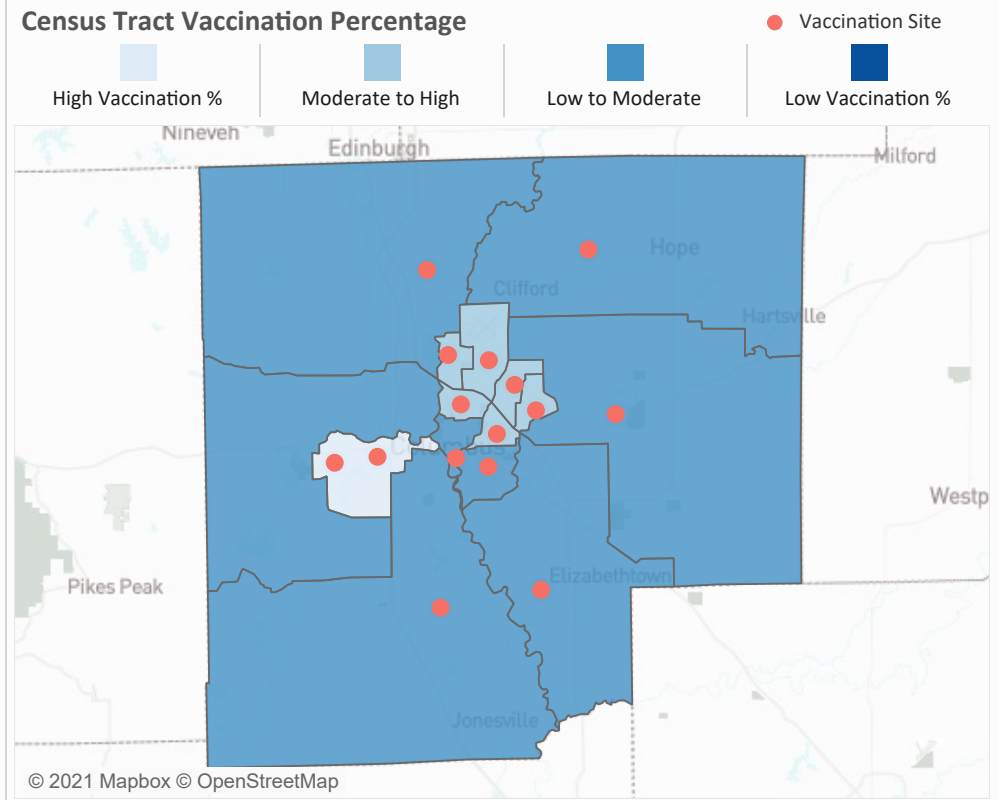 Census Tract Vaccination Percentage
Vaccination Site
High Vaccination %
Moderate to High
Low to Moderate
Low Vaccination %
Nineveh
Edinburgh
Milford
Hope
Clifford
Hartsville
Columbus
Westp
Pikes Peak
Elizabethtown
Jonesville
© 2021 Mapbox © OpenStreetMap